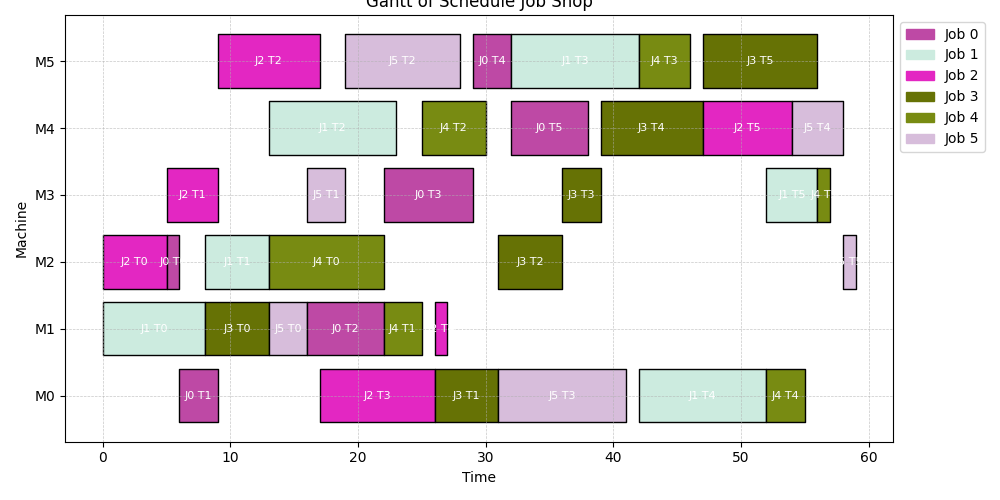 Gantt of Schedule Job Shop
M5
J2 T2
J5 T2
J0 T4
J1 T3
J4 T3
J3 T5
M4
J1 T2
J4 T2
J0 T5
J3 T4
J2 T5
J5 T4
M3
J2 T1
J5 T1
J0 T3
J3 T3
J1 T5
M2
J2 T0
J1 T1
J4 T0
J3 T2
M1
J1 T0
J3 T0
J5 T0
J0 T2
J4 T1
M0
J0 T1
J2 T3
J3 T1
J5 T3
J1 T4
J4 T4
Machine
0 10 20 30 40 50 60
Time
Job 0
Job 1
Job 2
Job 3
Job 4
Job 5